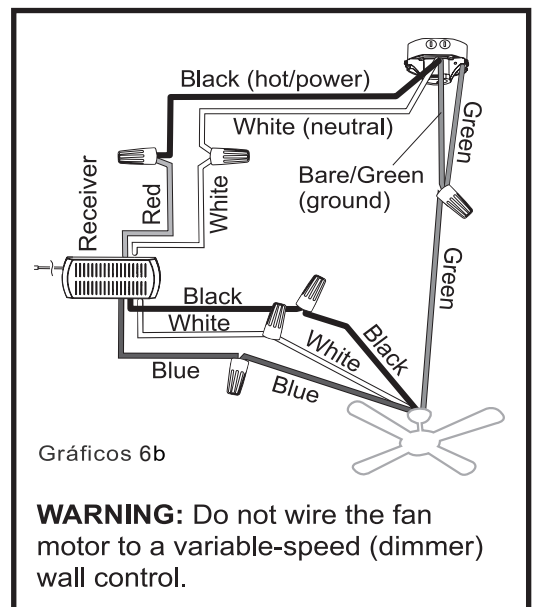 Black (hot/power)
White (neutral)
Green
Bare/Green
(ground)
Receiver
Red
White
Green
Black
White
Black
White
Blue
Blue
Gráficos 6b
WARNING: Do not wire the fan
motor to a variable-speed (dimmer)
wall control.